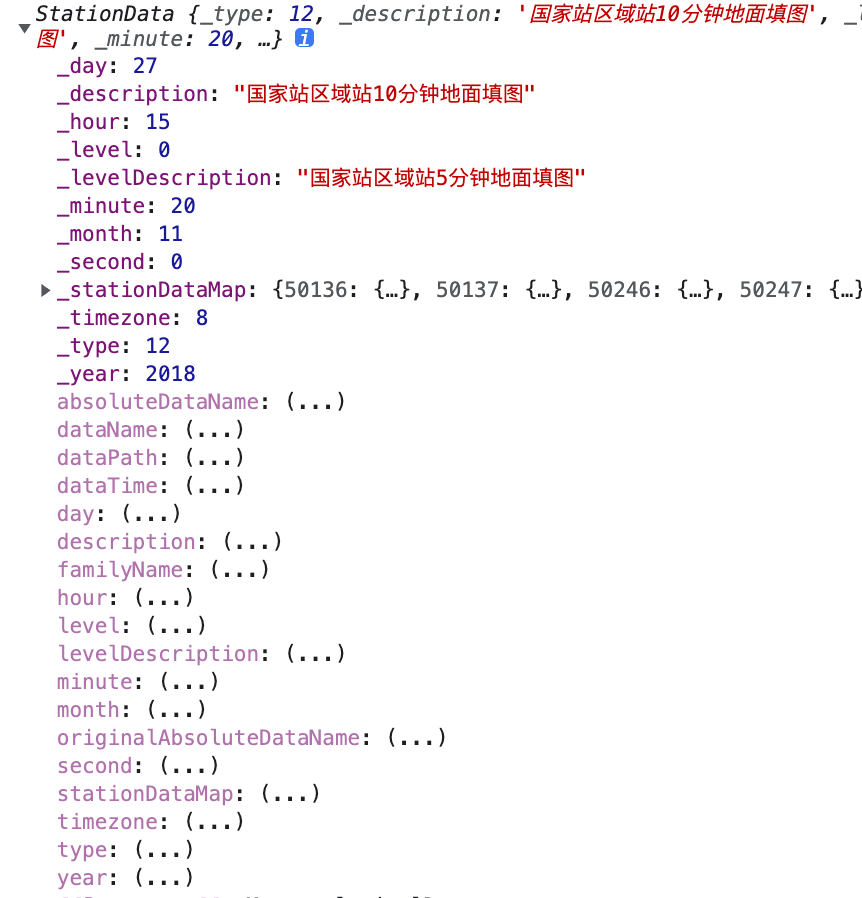 StationData {_type: 12, _description: '国家站区域站10分钟地面填图',
图', _minute: 20, …} i
_day: 27
_description: "国家站区域站10分钟地面填图"
_hour: 15
_level: 0
_levelDescription: "国家站区域站5分钟地面填图"
_minute: 20
_month: 11
_second: 0
_stationDataMap: {50136: {…}, 50137: {…}, 50246: {…}, 50247: {…}
_timezone: 8
_type: 12
_year: 2018
absoluteDataName: (...)
dataName: (...)
dataPath: (...)
dataTime: (...)
day: (...)
description: (...)
familyName: (...)
hour: (...)
level: (...)
levelDescription: (...)
minute: (...)
month: (...)
originalAbsoluteDataName: (...)
second: (...)
stationDataMap: (...)
timezone: (...)
type: (...)
year: (...)